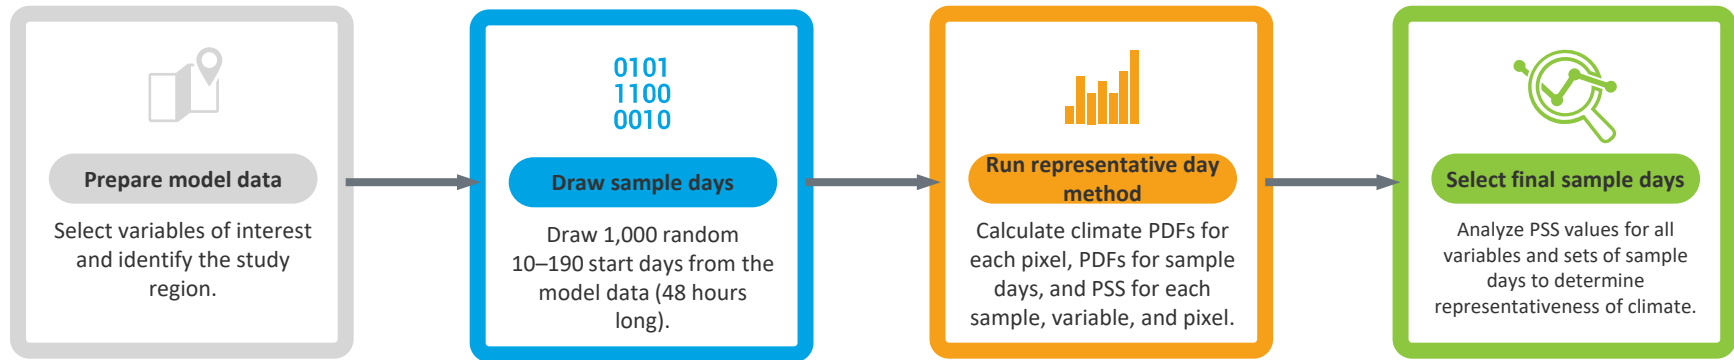 Prepare model data
Select variables of interest
and identify the study
region.
0101
1100
0010
Draw sample days
Draw 1,000 random
10–190 start days from the
model data (48 hours
long).
Run representative day
method
Calculate climate PDFs for
each pixel, PDFs for sample
days, and PSS for each
sample, variable, and pixel.
Select final sample days
Analyze PSS values for all
variables and sets of sample
days to determine
representativeness of climate.